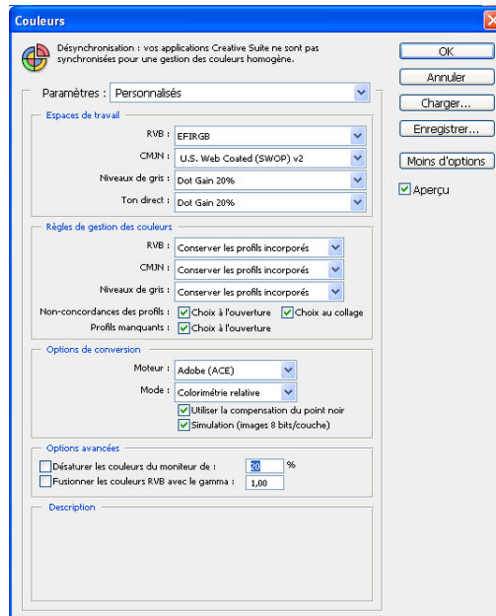 Couleurs
Désynchronisation : vos applications Creative Suite ne sont pas
synchronisées pour une gestion des couleurs homogène.
OK
Annuler
Charger...
Enregistrer...
Moins d'options
Aperçu
Paramètres : Personnalisés
Espaces de travail
RVB : EFIRGB
CMJN : U.S. Web Coated (SWOP) v2
Niveaux de gris : Dot Gain 20%
Ton direct : Dot Gain 20%
Règles de gestion des couleurs
RVB : Conserver les profils incorporés
CMJN : Conserver les profils incorporés
Niveaux de gris : Conserver les profils incorporés
Non-concordances des profils : Choix à l'ouverture Choix au collage
Profils manquants : Choix à l'ouverture
Options de conversion
Moteur : Adobe (ACE)
Mode : Colorimétrie relative
Utiliser la compensation du point noir
Simulation (images 8 bits/couche)
Options avancées
Désaturer les couleurs du moniteur de : 20 %
Fusionner les couleurs RVB avec le gamma : 1,00
Description